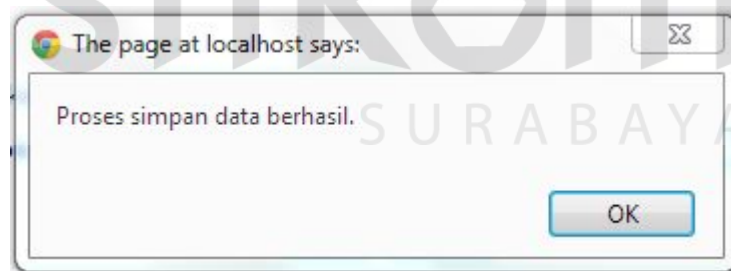 The page at localhost says:
Proses simpan data berhasil.
SURABAYA
OK